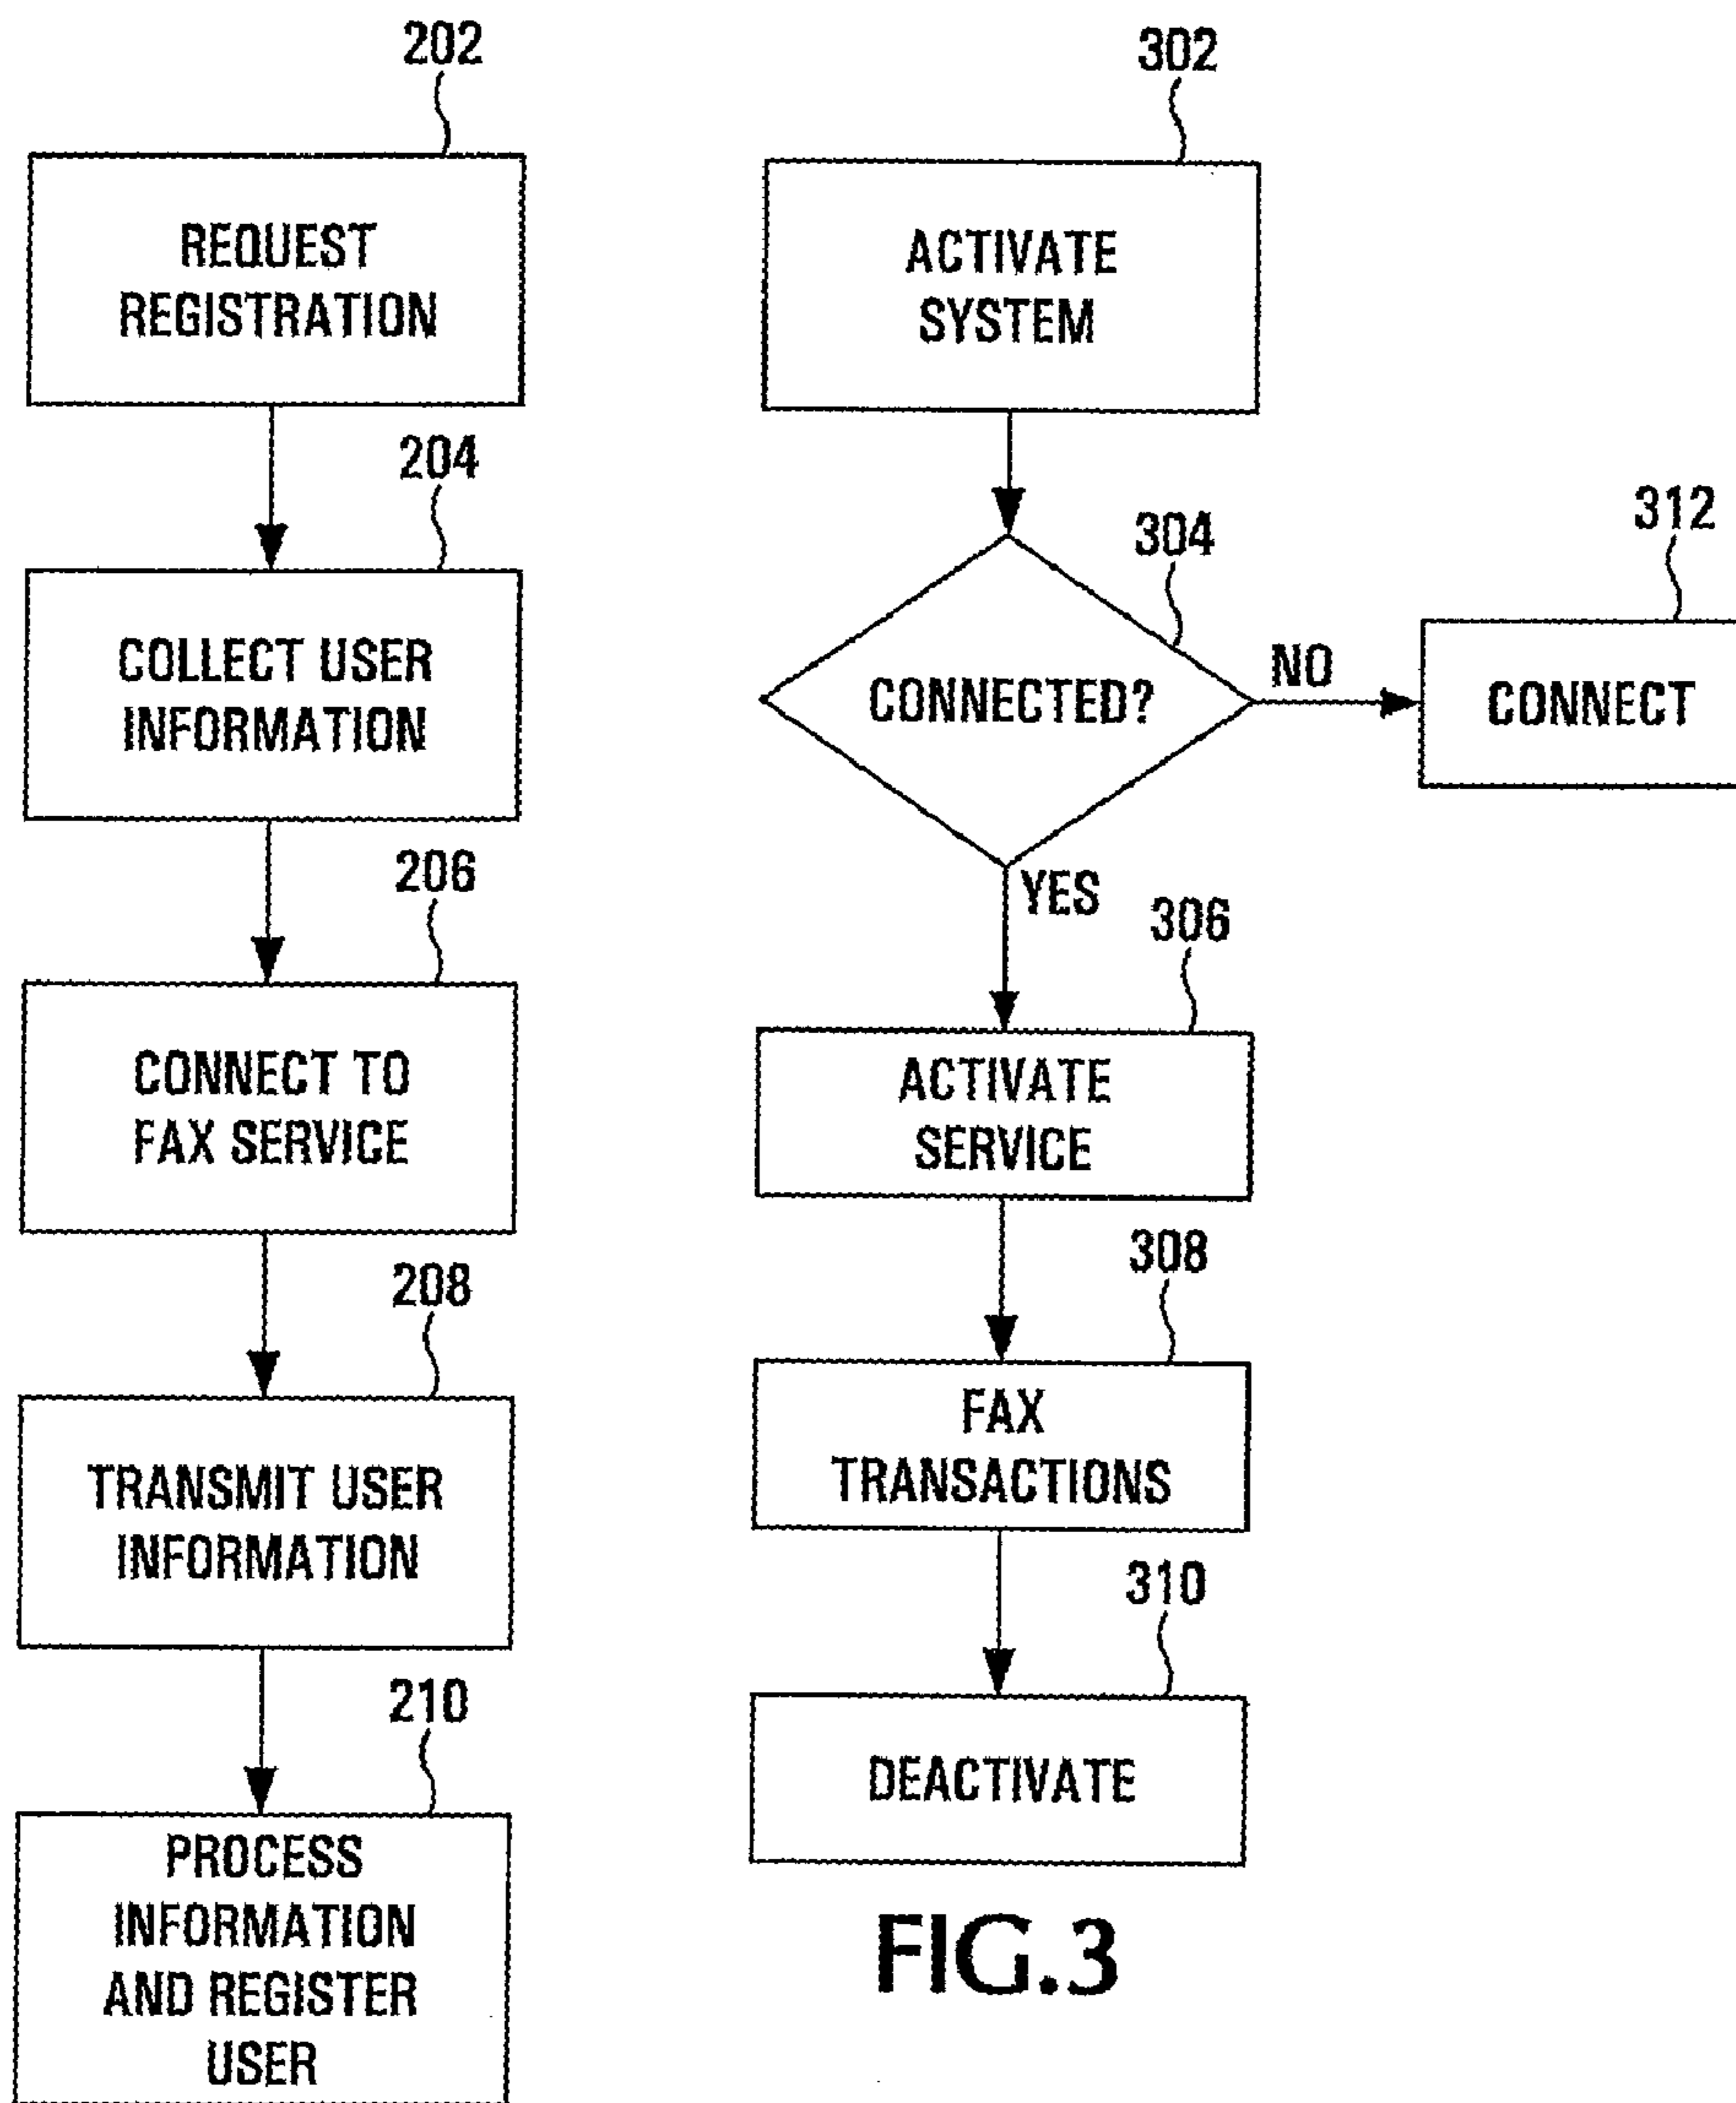 202
REQUEST
REGISTRATION
204
COLLECT USER
INFORMATION
206
CONNECT TO
FAX SERVICE
208
TRANSMIT USER
INFORMATION
210
PROCESS
INFORMATION
AND REGISTER
USER
302
ACTIVATE
SYSTEM
304
CONNECTED?
NO
312
CONNECT
YES
306
ACTIVATE
SERVICE
308
FAX
TRANSACTIONS
310
DEACTIVATE
FIG.3